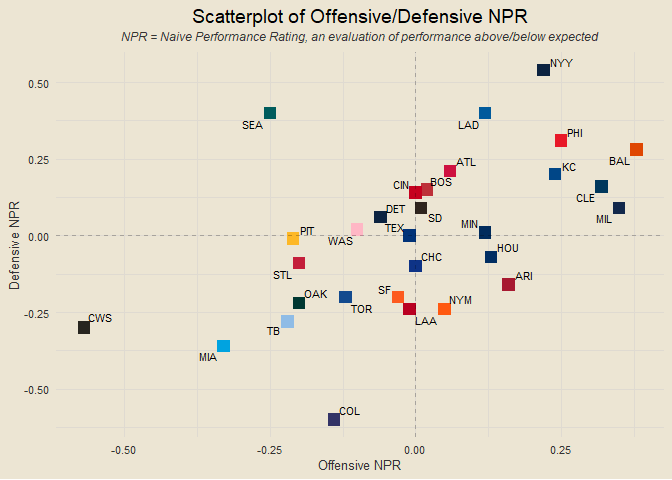 Scatterplot of Offensive/Defensive NPR
NPR = Naive Performance Rating, an evaluation of performance above/below expected
0.50
NYY
SEA
LAD
PHI
BAL
0.25
ATL
KC
CIN
BOS
CLE
DET
SD
MIL
PIT
WAS
TEX
MIN
0.00
HOU
STL
CHC
ARI
OAK
SF
NYM
-0.25
TOR
LAA
CWS
TB
MIA
-0.50
COL
-0.50
-0.25
0.00
0.25
Offensive NPR
Defensive NPR